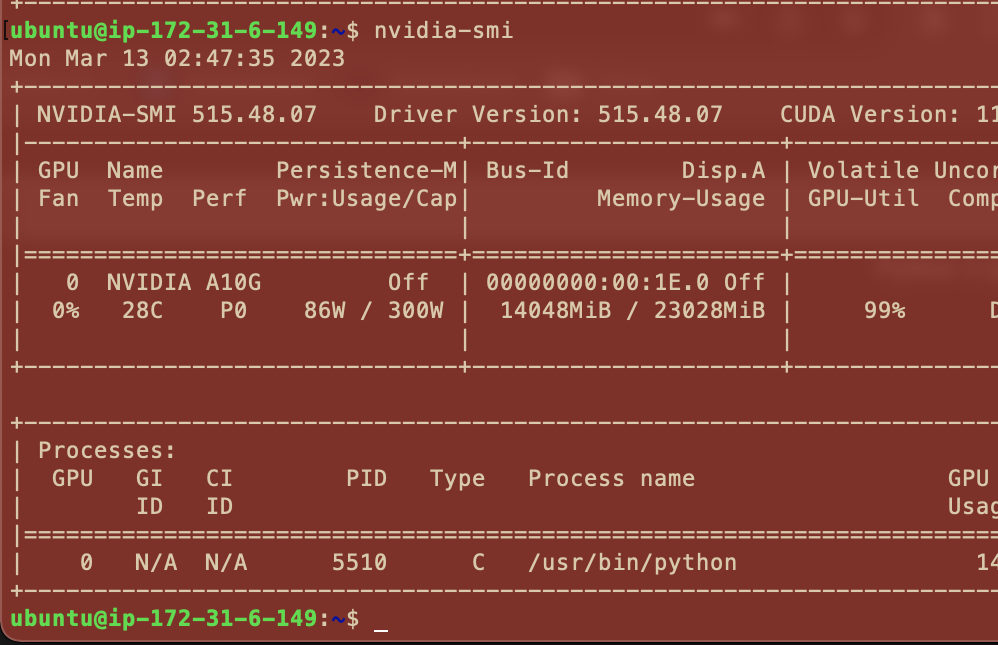 ubuntu@ip-172-31-6-149:~$ nvidia-smi
Mon Mar 13 02:47:35 2023
+-----------------------------------------------------------------------
| NVIDIA-SMI 515.48.07    Driver Version: 515.48.07    CUDA Version: 11
|-------------------------------+----------------------+---------------
| GPU  Name        Persistence-M| Bus-Id        Disp.A | Volatile Uncor
| Fan  Temp  Perf  Pwr:Usage/Cap|         Memory-Usage | GPU-Util  Comp
|                               |                      |
|===============================+======================+===============
|   0  NVIDIA A10G         Off  | 00000000:00:1E.0 Off |
|  0%   28C    P0    86W / 300W |  14048MiB / 23028MiB |     99%      D
|                               |                      |
+-------------------------------+----------------------+---------------
+-----------------------------------------------------------------------
| Processes:
|  GPU   GI   CI        PID   Type   Process name                  GPU
|        ID   ID                                                   Usag
|=======================================================================
|    0   N/A  N/A      5510      C   /usr/bin/python                 14
+-----------------------------------------------------------------------
ubuntu@ip-172-31-6-149:~$ _